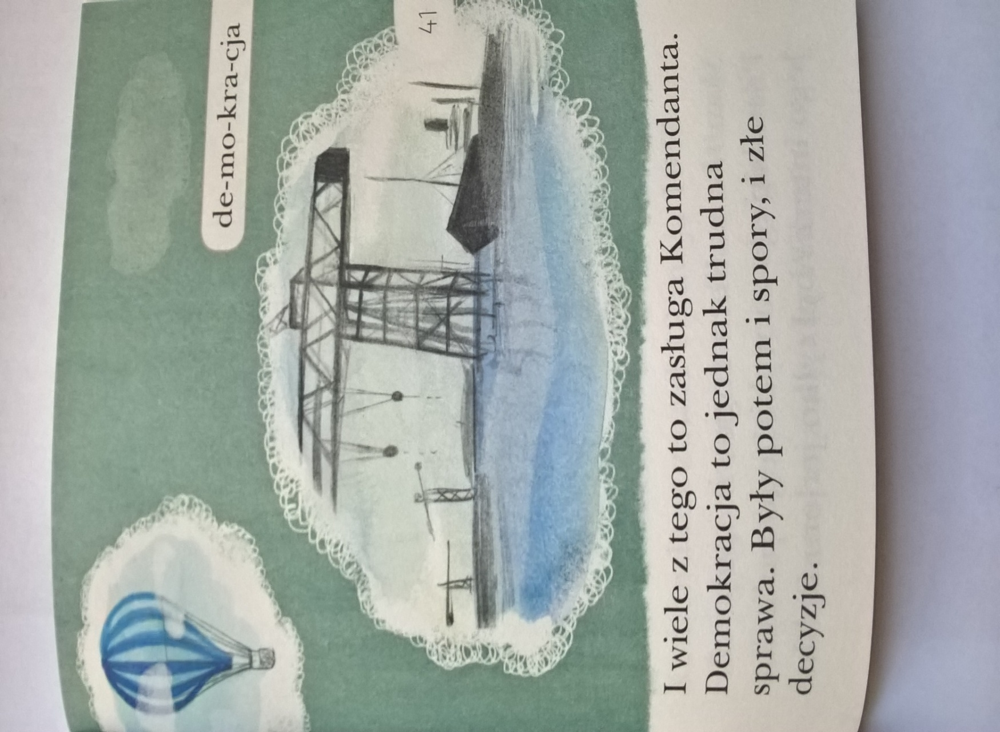 de-mo-kra-cja
41
I wiele z tego to zasługa Komendanta.
Demokracja to jednak trudna
sprawa. Były potem i spory, i złe
decyzje.